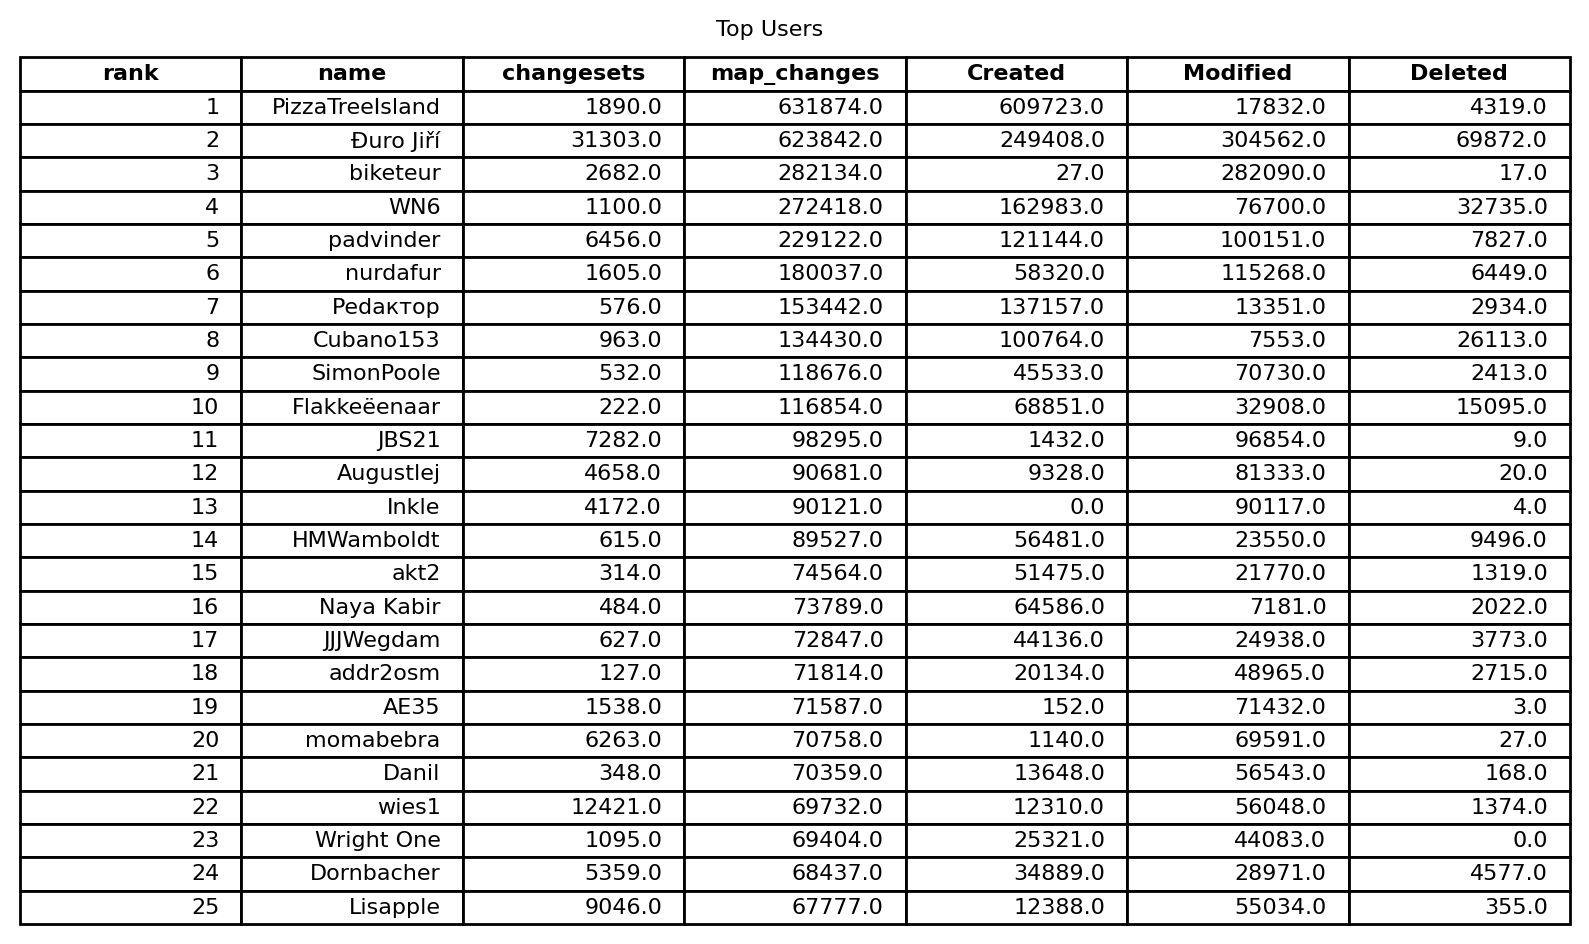 Top Users
rank name changesets map_changes Created Modified Deleted
1 PizzaTreeIsland 1890.0 631874.0 609723.0 17832.0 4319.0
2 Đuro Jiří 31303.0 623842.0 249408.0 304562.0 69872.0
3 biketeur 2682.0 282134.0 27.0 282090.0 17.0
4 WN6 1100.0 272418.0 162983.0 76700.0 32735.0
5 padvinder 6456.0 229122.0 121144.0 100151.0 7827.0
6 nurdafur 1605.0 180037.0 58320.0 115268.0 6449.0
7 Pedaктор 576.0 153442.0 137157.0 13351.0 2934.0
8 Cubano153 963.0 134430.0 100764.0 7553.0 26113.0
9 SimonPoole 532.0 118676.0 45533.0 70730.0 2413.0
10 Flakkeëenaar 222.0 116854.0 68851.0 32908.0 15095.0
11 JBS21 7282.0 98295.0 1432.0 96854.0 9.0
12 Augustlej 4658.0 90681.0 9328.0 81333.0 20.0
13 Inkle 4172.0 90121.0 0.0 90117.0 4.0
14 HMWamboldt 615.0 89527.0 56481.0 23550.0 9496.0
15 akt2 314.0 74564.0 51475.0 21770.0 1319.0
16 Naya Kabir 484.0 73789.0 64586.0 7181.0 2022.0
17 JJJWegdam 627.0 72847.0 44136.0 24938.0 3773.0
18 addr2osm 127.0 71814.0 20134.0 48965.0 2715.0
19 AE35 1538.0 71587.0 152.0 71432.0 3.0
20 momabebra 6263.0 70758.0 1140.0 69591.0 27.0
21 Danil 348.0 70359.0 13648.0 56543.0 168.0
22 wies1 12421.0 69732.0 12310.0 56048.0 1374.0
23 Wright One 1095.0 69404.0 25321.0 44083.0 0.0
24 Dornbacher 5359.0 68437.0 34889.0 28971.0 4577.0
25 Lisapple 9046.0 67777.0 12388.0 55034.0 355.0